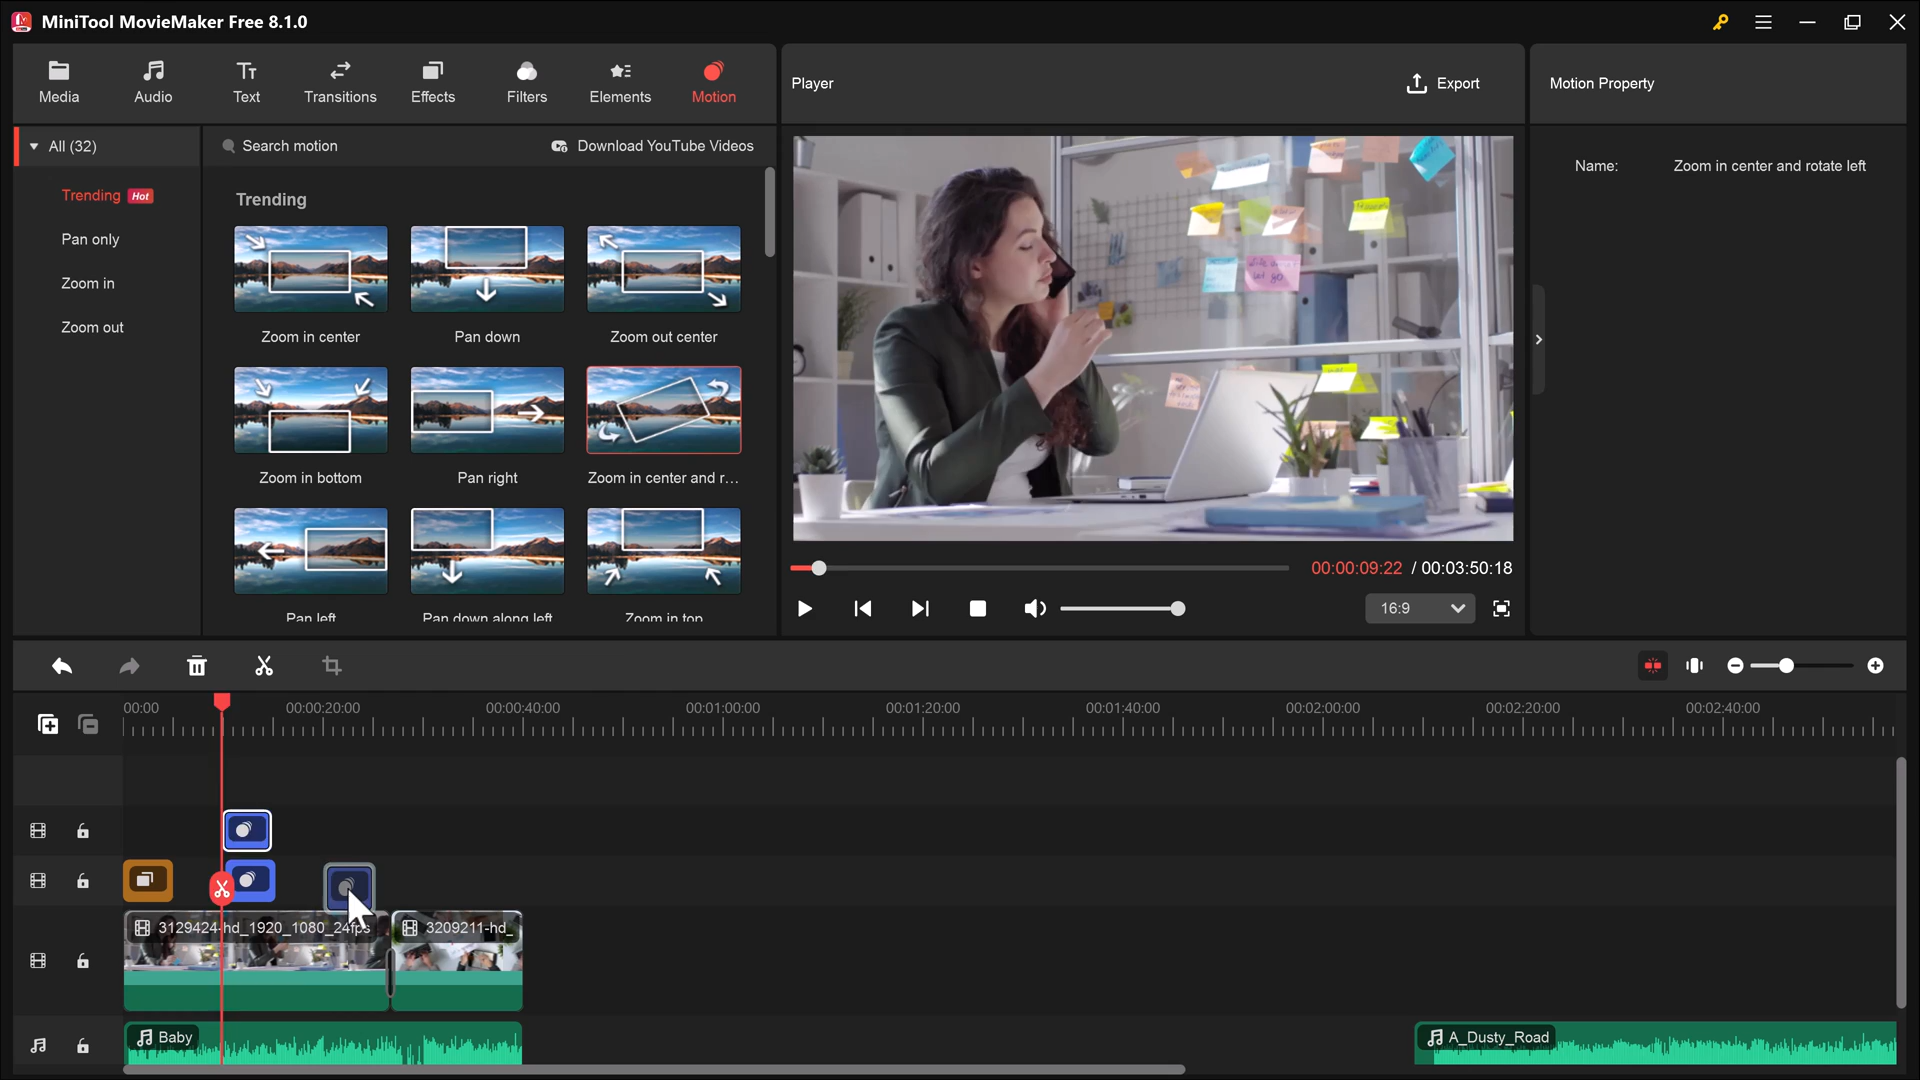 MiniTool MovieMaker Free 8.1.0
Media
Audio
Text
Transitions
Effects
Filters
Elements
Motion
Player
Export
Motion Property
All (32)
Search motion
Download YouTube Videos
Name:
Zoom in center and rotate left
Trending
Hot
Pan only
Zoom in
Zoom out
Trending
Zoom in center
Pan down
Zoom out center
Zoom in bottom
Pan right
Zoom in center and r...
Pan left
Pan down along left
Zoom in top
00:00:09:22 / 00:03:50:18
16:9
00:00
00:00:20:00
00:00:40:00
00:01:00:00
00:01:20:00
00:01:40:00
00:02:00:00
00:02:20:00
00:02:40:00
3129424-hd_1920_1080_24fps
3209211-hd_
Baby
A_Dusty_Road